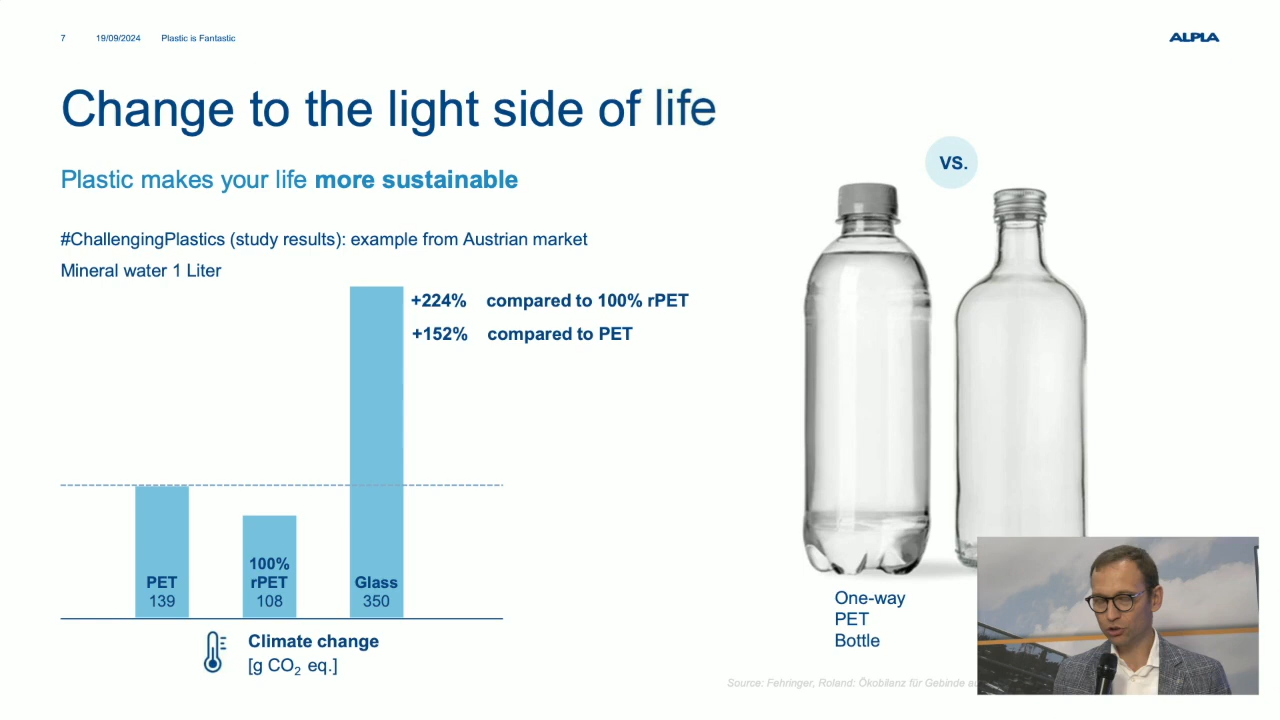 7 19/09/2024 Plastic is Fantastic
ALPLA
Change to the light side of life
VS.
Plastic makes your life more sustainable
#ChallengingPlastics (study results): example from Austrian market
Mineral water 1 Liter
+224% compared to 100% rPET
+152% compared to PET
PET
139
100%
rPET
108
Glass
350
Climate change
[g CO₂ eq.]
One-way
PET
Bottle
Source: Fehringer, Roland: Ökobilanz für Gebinde